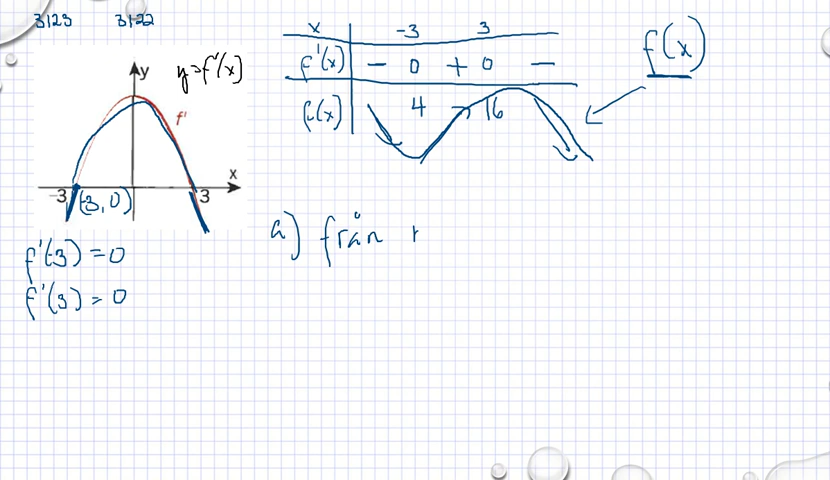 3123 3122
y
y=f'(x)
f'
x
-3
3
(-3, 0)
f'(-3) = 0
f'(3) = 0
x -3 3
f'(x) - 0 + 0 -
f(x) ↘ 4 → 16 ↘
f(x)
a) från